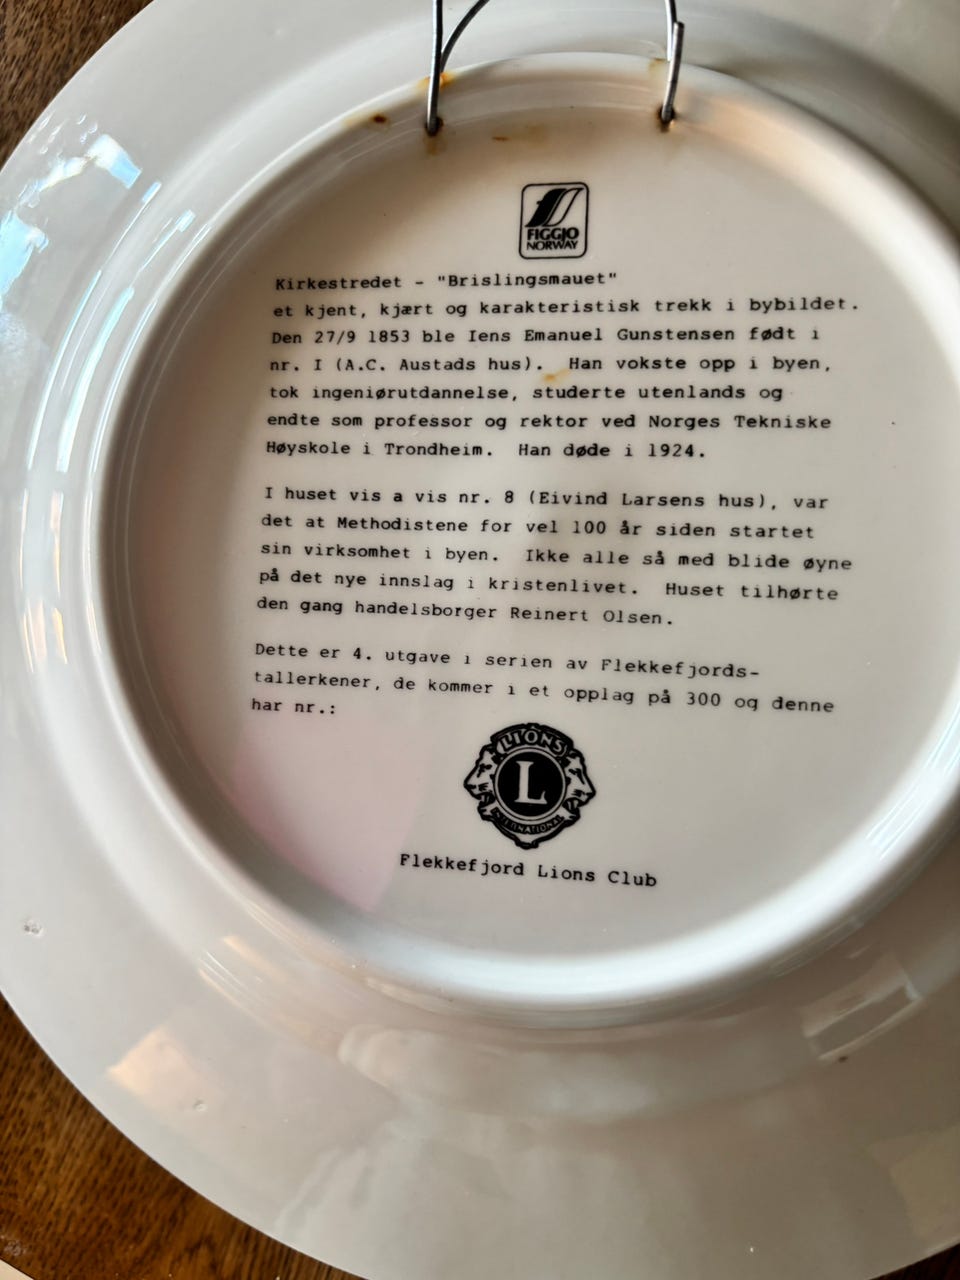 FIGGJO
NORWAY
Kirkestredet - "Brislingsmauet"
et kjent, kjært og karakteristisk trekk i bybildet.
Den 27/9 1853 ble Iens Emanuel Gunstensen født i
nr. I (A.C. Austads hus). Han vokste opp i byen,
tok ingeniørutdannelse, studerte utenlands og
endte som professor og rektor ved Norges Tekniske
Høyskole i Trondheim. Han døde i 1924.
I huset vis a vis nr. 8 (Eivind Larsens hus), var
det at Methodistene for vel 100 år siden startet
sin virksomhet i byen. Ikke alle så med blide øyne
på det nye innslag i kristenlivet. Huset tilhørte
den gang handelsborger Reinert Olsen.
Dette er 4. utgave i serien av Flekkefjords-
tallerkener, de kommer i et opplag på 300 og denne
har nr.:
LIONS
L
INTERNATIONAL
Flekkefjord Lions Club